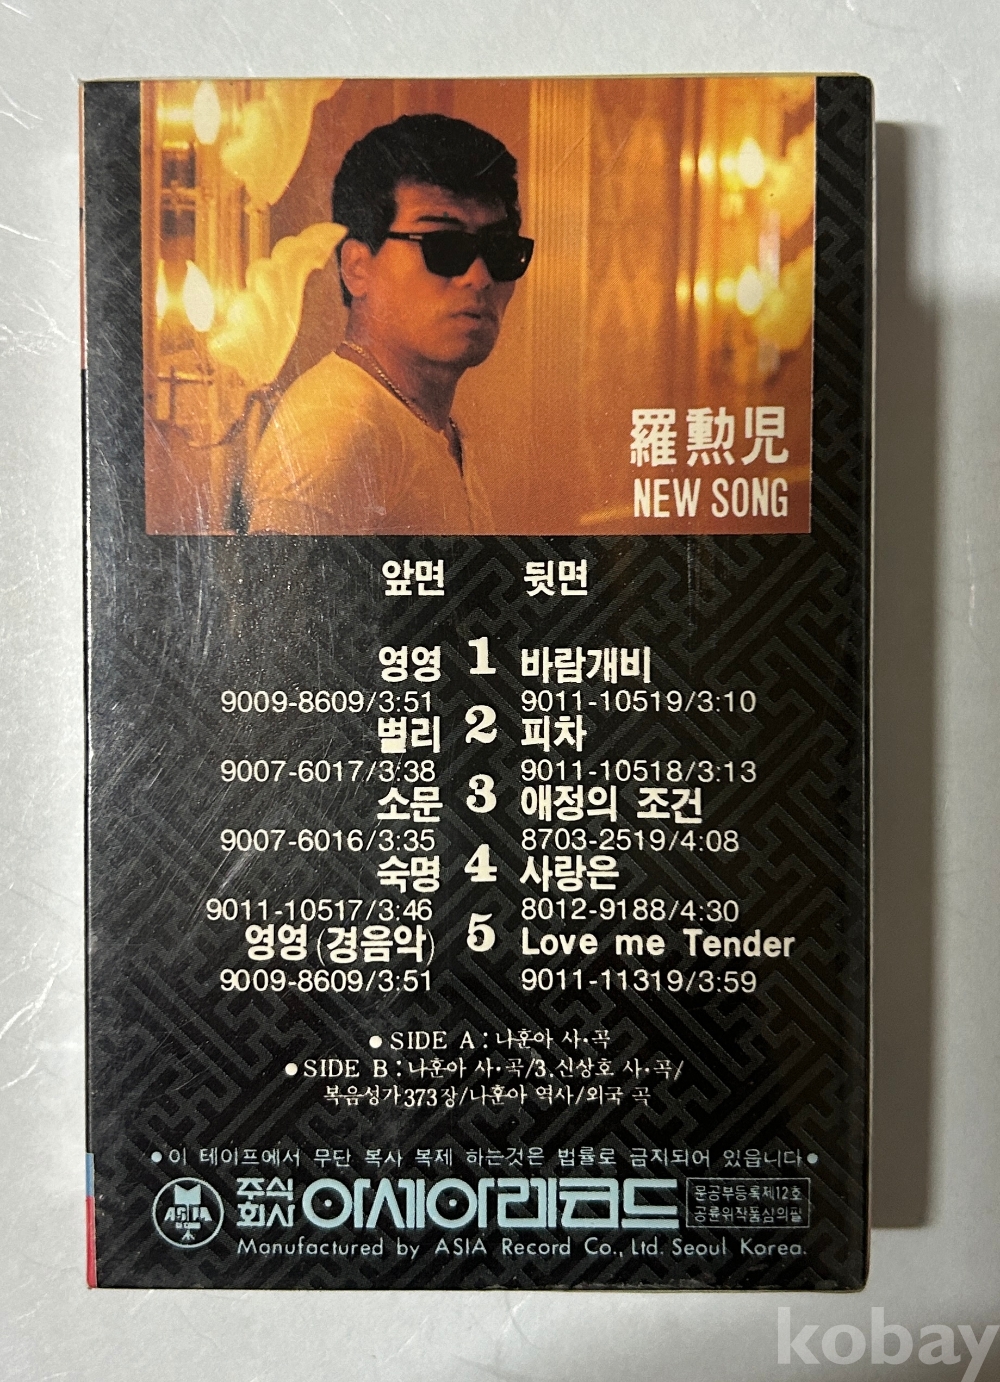 羅勲児
NEW SONG
앞면 뒷면
영영 1 바람개비
9009-8609/3:51 9011-10519/3:10
별리 2 피차
9007-6017/3:38 9011-10518/3:13
소문 3 애정의 조건
9007-6016/3:35 8703-2519/4:08
숙명 4 사랑은
9011-10517/3:46 8012-9188/4:30
영영(경음악) 5 Love me Tender
9009-8609/3:51 9011-11319/3:59
● SIDE A : 나훈아 사·곡
● SIDE B : 나훈아 사·곡/3.신상호 사·곡/
복음성가373장/나훈아 역사/외국 곡
●이 테이프에서 무단 복사 복제 하는것은 법률로 금지되어 있읍니다●
ASIA
주식회사 아세아레코드
문공부등록제12호
공륜위작품심의필
Manufactured by ASIA Record Co., Ltd. Seoul Korea.
kobay